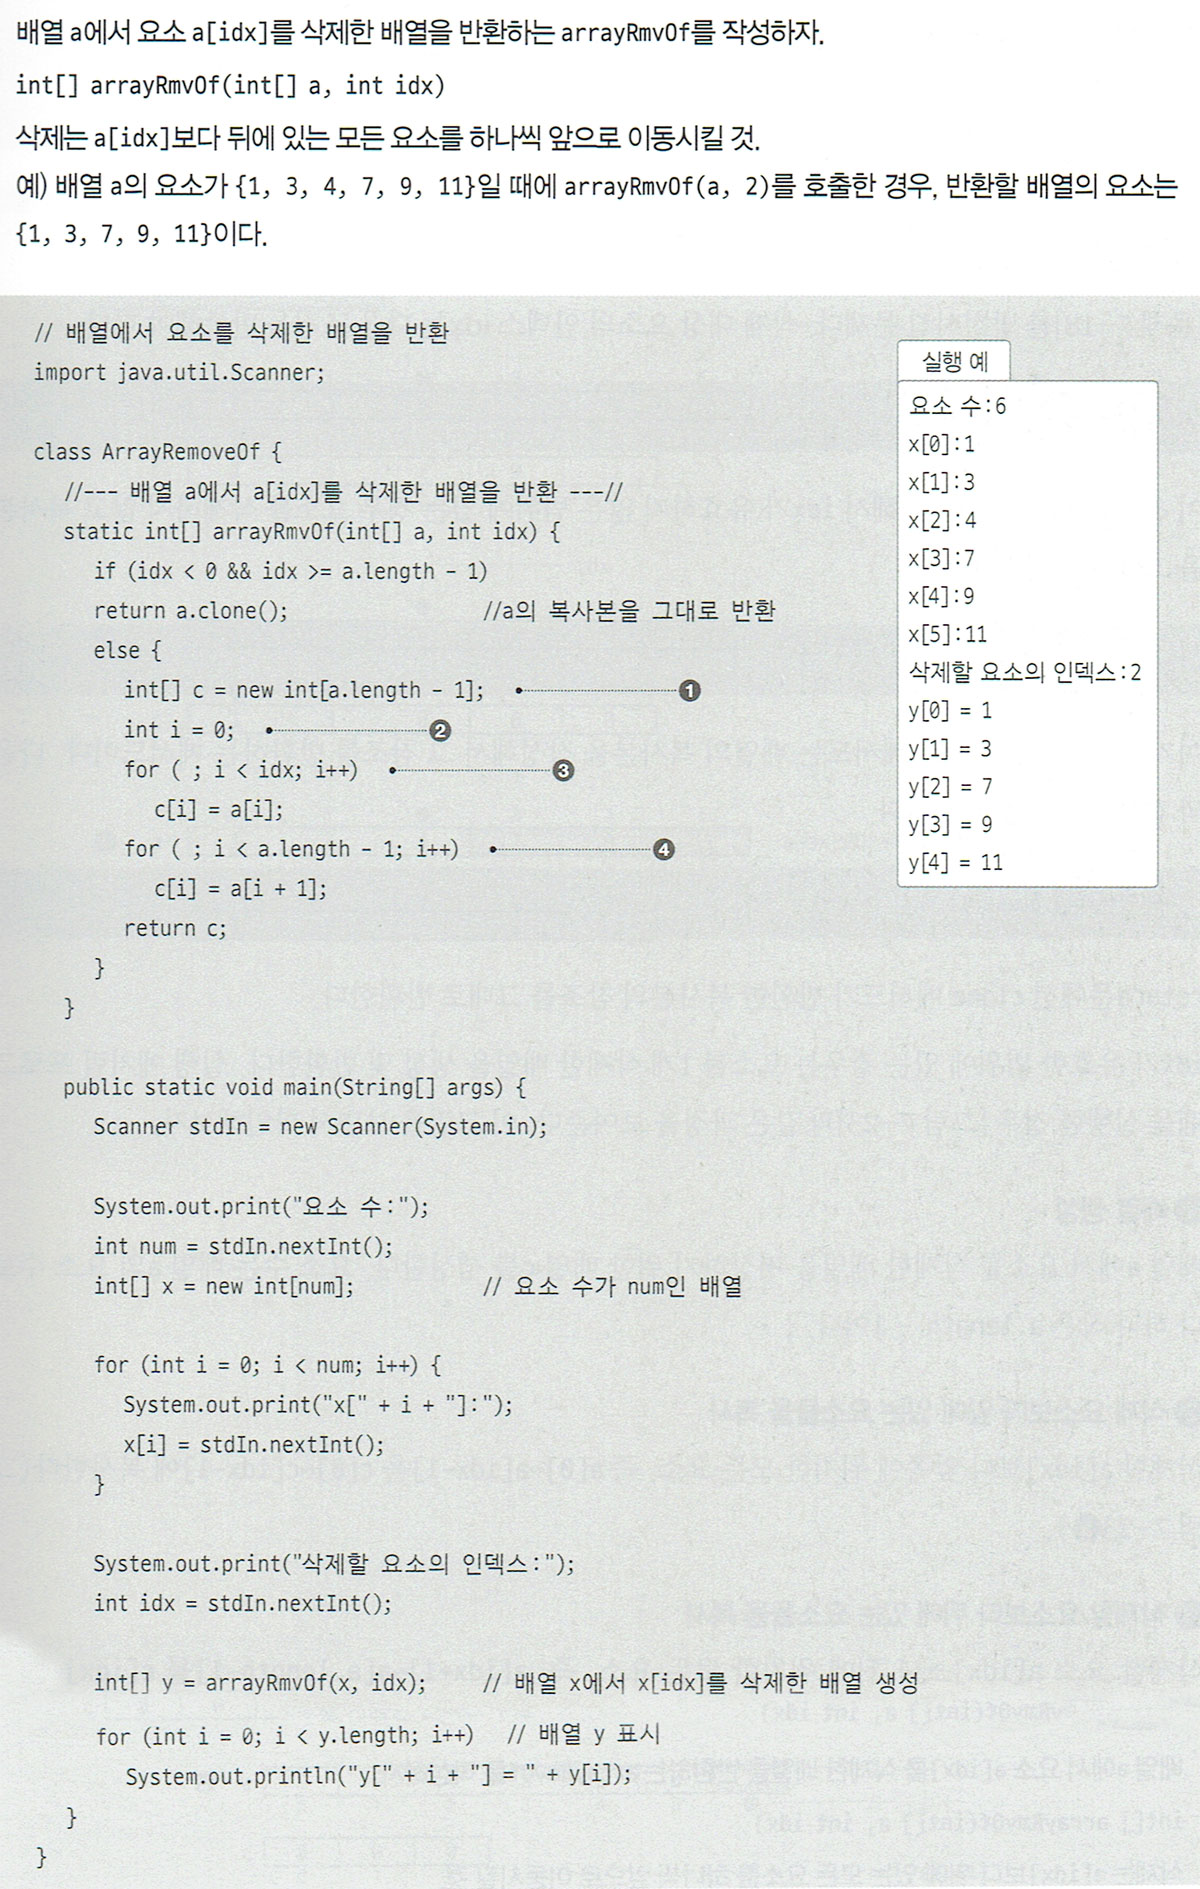 배열 a에서 요소 a[idx]를 삭제한 배열을 반환하는 arrayRmvOf를 작성하자.
int[] arrayRmvOf(int[] a, int idx)
삭제는 a[idx]보다 뒤에 있는 모든 요소를 하나씩 앞으로 이동시킬 것.
예) 배열 a의 요소가 {1, 3, 4, 7, 9, 11}일 때에 arrayRmvOf(a, 2)를 호출한 경우, 반환할 배열의 요소는
{1, 3, 7, 9, 11}이다.
// 배열에서 요소를 삭제한 배열을 반환
import java.util.Scanner;
class ArrayRemoveOf {
//--- 배열 a에서 a[idx]를 삭제한 배열을 반환 ---//
static int[] arrayRmvOf(int[] a, int idx) {
if (idx < 0 && idx >= a.length - 1)
return a.clone(); //a의 복사본을 그대로 반환
else {
int[] c = new int[a.length - 1]; ❶
int i = 0; ❷
for ( ; i < idx; i++) ❸
c[i] = a[i];
for ( ; i < a.length - 1; i++) ❹
c[i] = a[i + 1];
return c;
}
}
public static void main(String[] args) {
Scanner stdIn = new Scanner(System.in);
System.out.print("요소 수:");
int num = stdIn.nextInt();
int[] x = new int[num]; // 요소 수가 num인 배열
for (int i = 0; i < num; i++) {
System.out.print("x[" + i + "]:");
x[i] = stdIn.nextInt();
}
System.out.print("삭제할 요소의 인덱스:");
int idx = stdIn.nextInt();
int[] y = arrayRmvOf(x, idx); // 배열 x에서 x[idx]를 삭제한 배열 생성
for (int i = 0; i < y.length; i++) // 배열 y 표시
System.out.println("y[" + i + "] = " + y[i]);
}
}
실행 예
요소 수:6
x[0]:1
x[1]:3
x[2]:4
x[3]:7
x[4]:9
x[5]:11
삭제할 요소의 인덱스:2
y[0] = 1
y[1] = 3
y[2] = 7
y[3] = 9
y[4] = 11